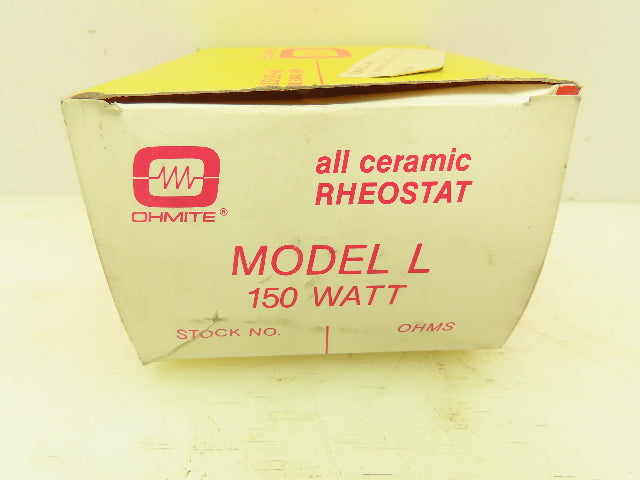 OHMITE®
all ceramic
RHEOSTAT
MODEL L
150 WATT
STOCK NO.
OHMS